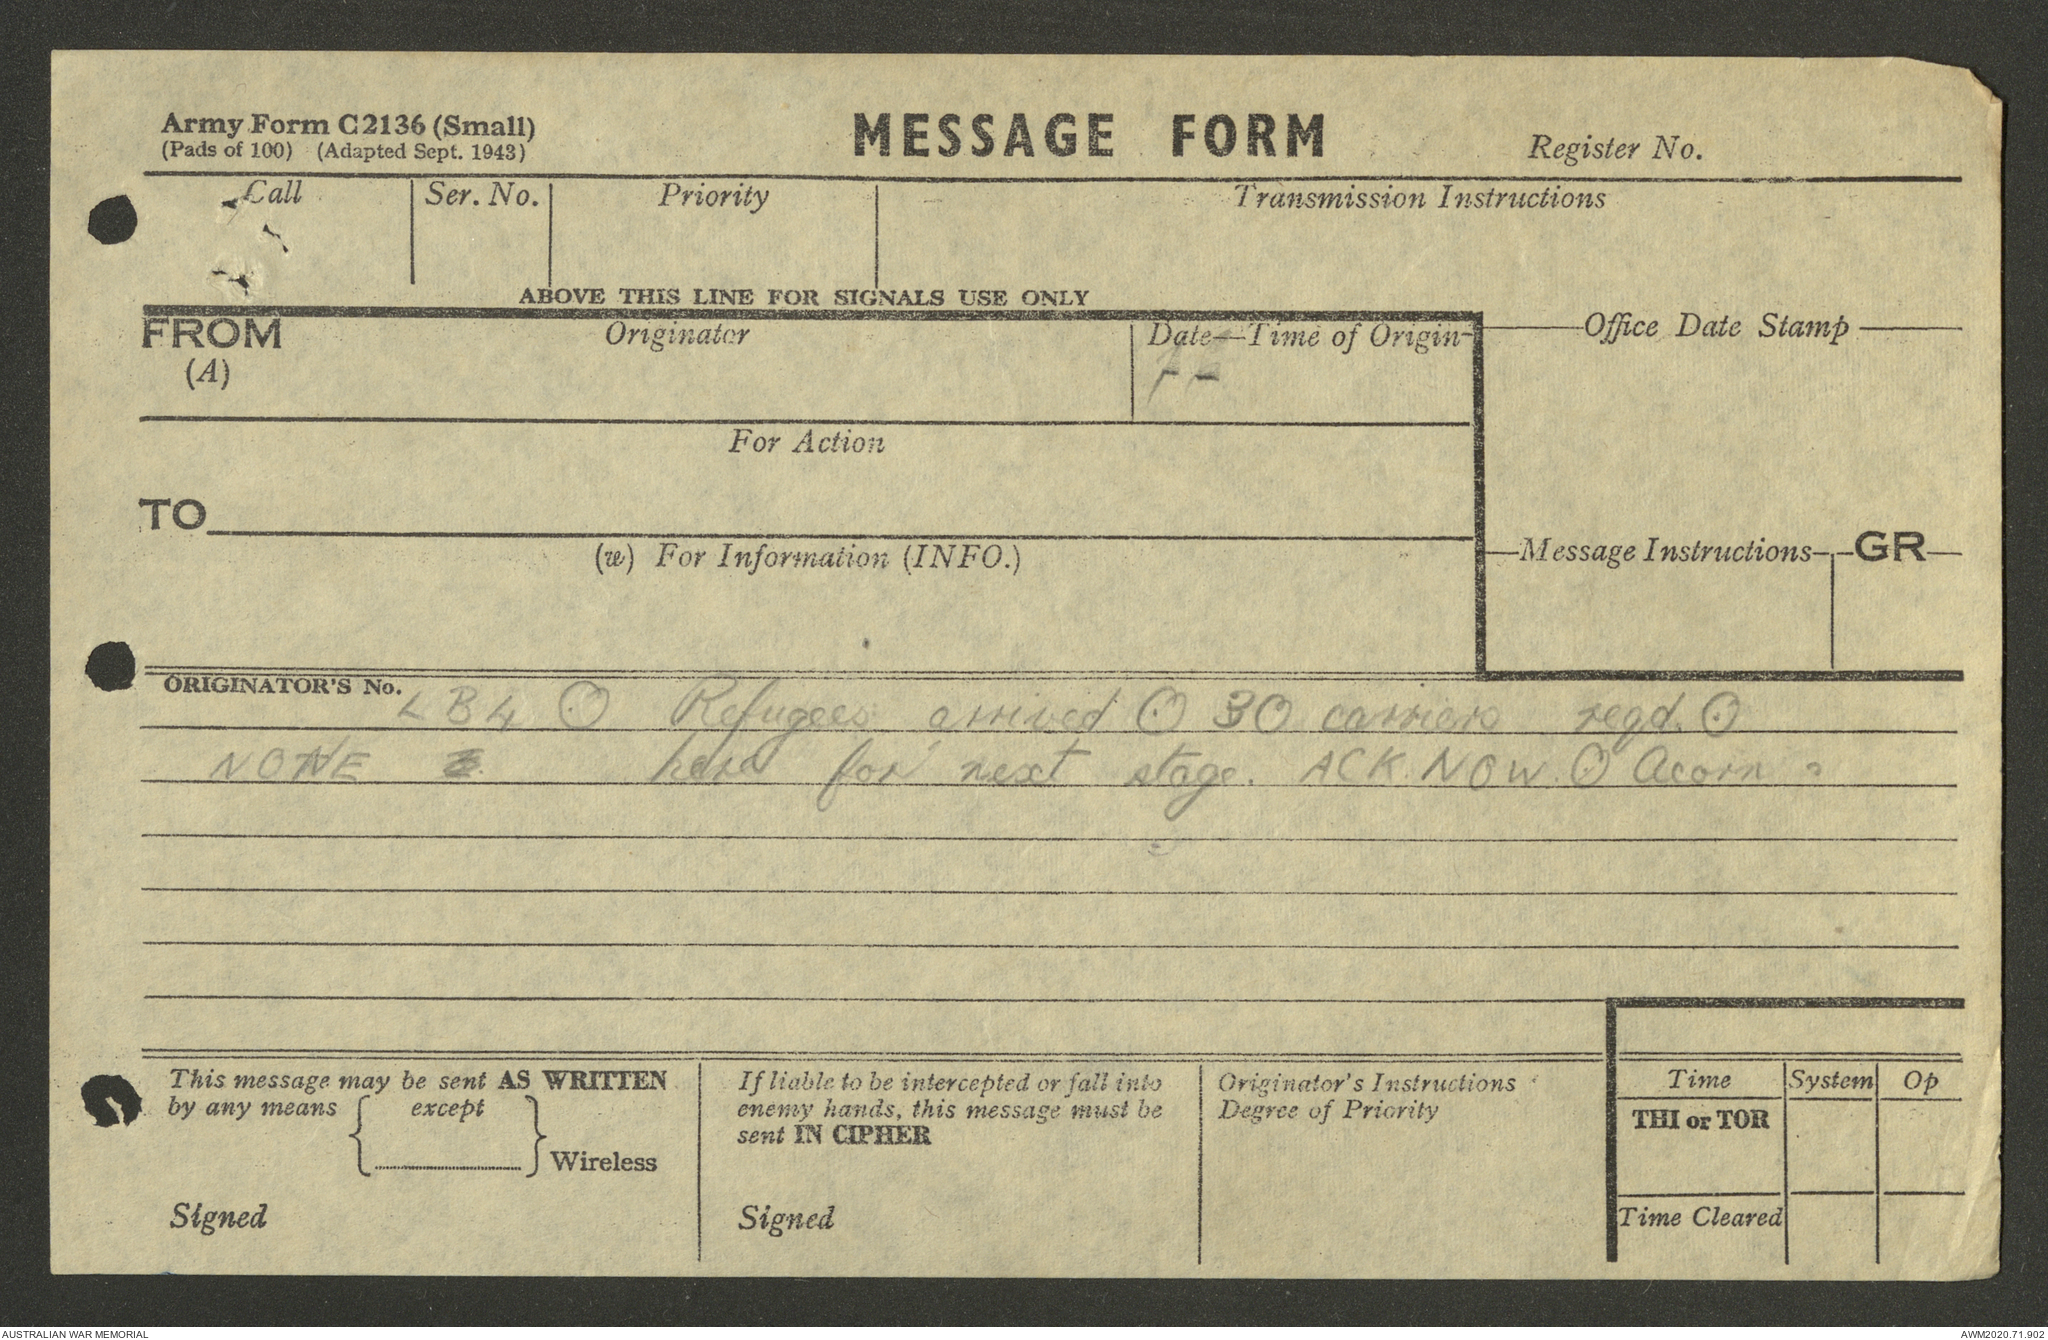 Army Form C2136 (Small)
(Pads of 100) (Adapted Sept. 1943)
MESSAGE FORM
Register No.
Call
Ser. No.
Priority
Transmission Instructions
ABOVE THIS LINE FOR SIGNALS USE ONLY
FROM
(A)
Originator
Date—Time of Origin
Office Date Stamp
For Action
TO
(w) For Information (INFO.)
Message Instructions
GR
ORIGINATOR'S No.
LB4 O Refugees arrived O 30 carriers reqd. O
NONE here for next stage. ACK NOW. O Acorn
This message may be sent AS WRITTEN
by any means { except
} Wireless
Signed
If liable to be intercepted or fall into
enemy hands, this message must be
sent IN CIPHER
Signed
Originator's Instructions
Degree of Priority
Time
System
Op
THI or TOR
Time Cleared
AUSTRALIAN WAR MEMORIAL
AWM2020.71.902